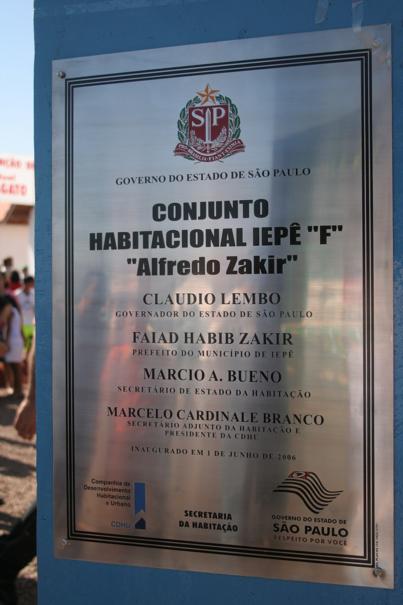 SP
GOVERNO DO ESTADO DE SÃO PAULO
CONJUNTO
HABITACIONAL IEPÊ "F"
"Alfredo Zakir"
CLAUDIO LEMBO
GOVERNADOR DO ESTADO DE SÃO PAULO
FAIAD HABIB ZAKIR
PREFEITO DO MUNICÍPIO DE IEPÊ
MARCIO A. BUENO
SECRETÁRIO DE ESTADO DA HABITAÇÃO
MARCELO CARDINALE BRANCO
SECRETÁRIO ADJUNTO DA HABITAÇÃO E
PRESIDENTE DA CDHU
INAUGURADO EM 1 DE JUNHO DE 2006
Companhia de
Desenvolvimento
Habitacional
e Urbano
CDHU
SECRETARIA
DA HABITAÇÃO
GOVERNO DO ESTADO DE
SÃO PAULO
RESPEITO POR VOCÊ
GATO